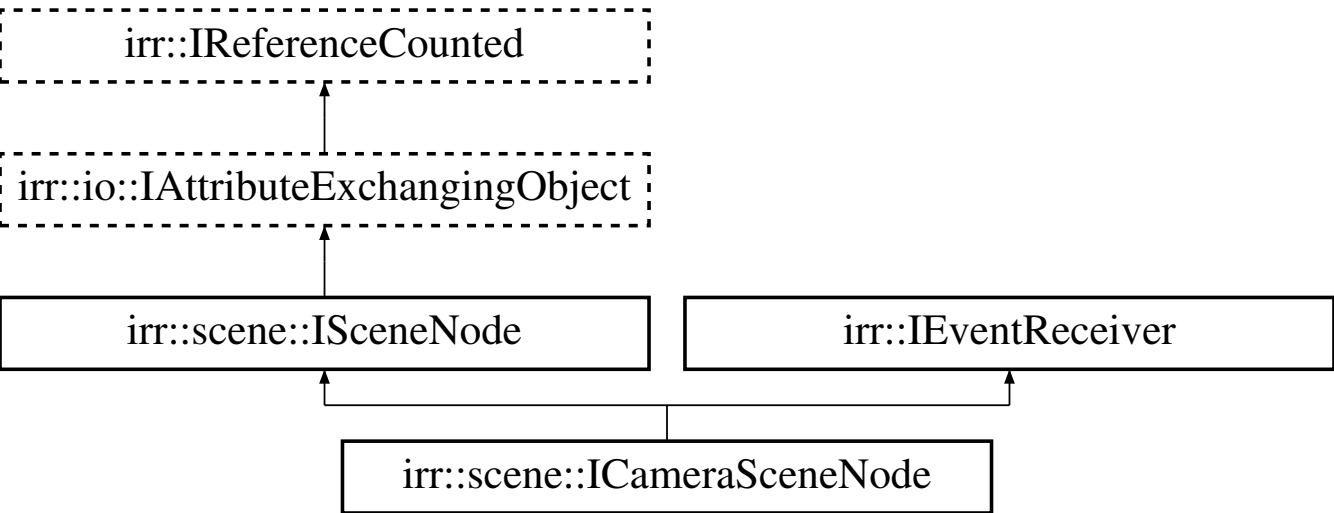 irr::IReferenceCounted
irr::io::IAttributeExchangingObject
irr::scene::ISceneNode
irr::IEventReceiver
irr::scene::ICameraSceneNode